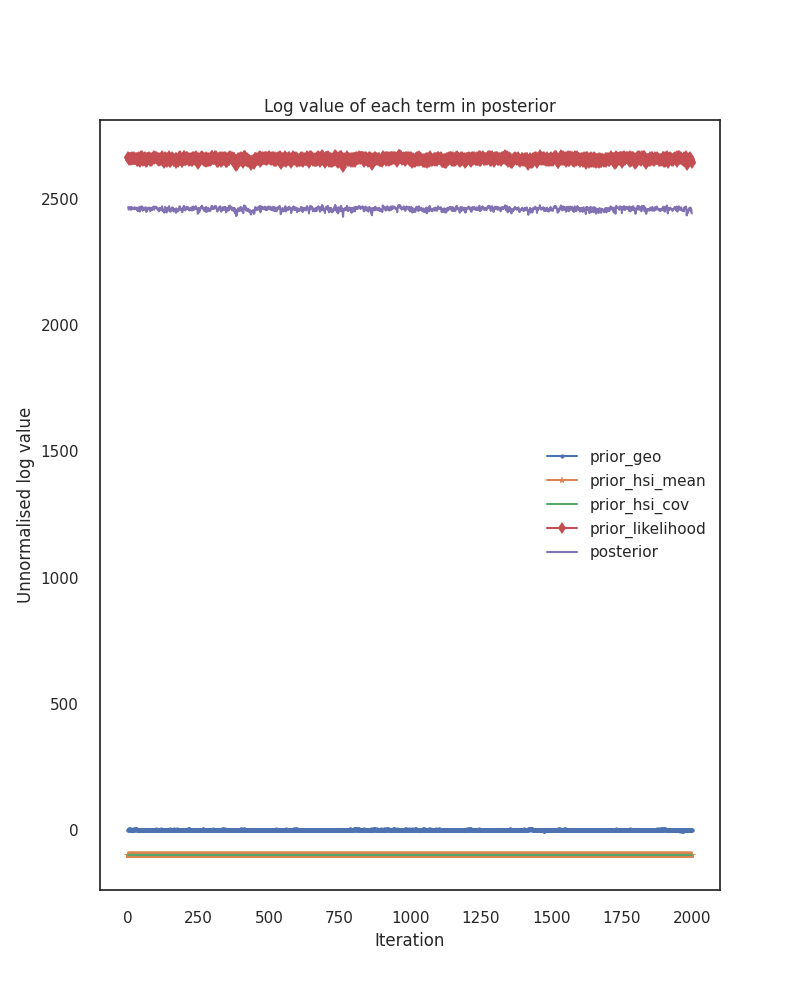 Log value of each term in posterior
Unnormalised log value
2500
2000
1500
1000
500
0
prior_geo
prior_hsi_mean
prior_hsi_cov
prior_likelihood
posterior
0 250 500 750 1000 1250 1500 1750 2000
Iteration